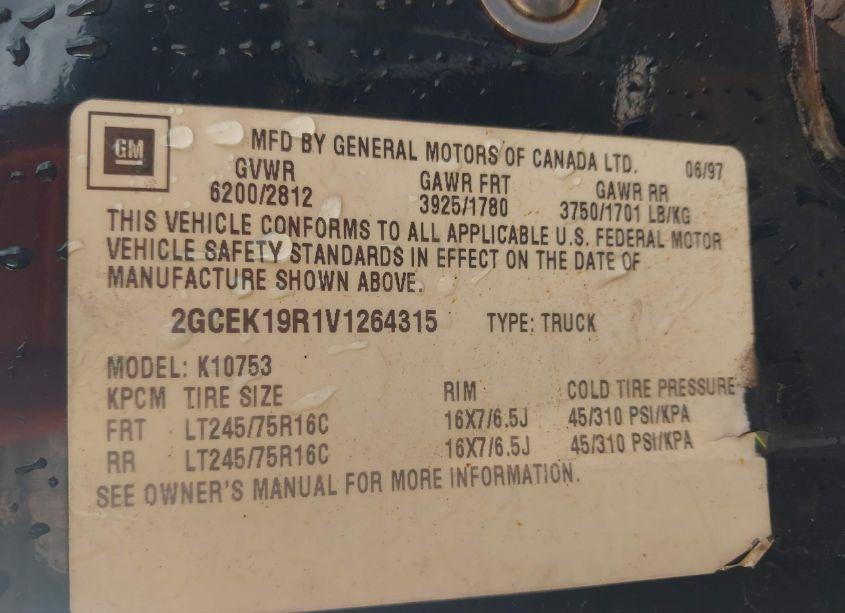 GM
MFD BY GENERAL MOTORS OF CANADA LTD. 06/97
GVWR GAWR FRT GAWR RR
6200/2812 3925/1780 3750/1701 LB/KG
THIS VEHICLE CONFORMS TO ALL APPLICABLE U.S. FEDERAL MOTOR
VEHICLE SAFETY STANDARDS IN EFFECT ON THE DATE OF
MANUFACTURE SHOWN ABOVE.
2GCEK19R1V1264315 TYPE: TRUCK
MODEL: K10753
KPCM TIRE SIZE RIM COLD TIRE PRESSURE
FRT LT245/75R16C 16X7/6.5J 45/310 PSI/KPA
RR LT245/75R16C 16X7/6.5J 45/310 PSI/KPA
SEE OWNER'S MANUAL FOR MORE INFORMATION.